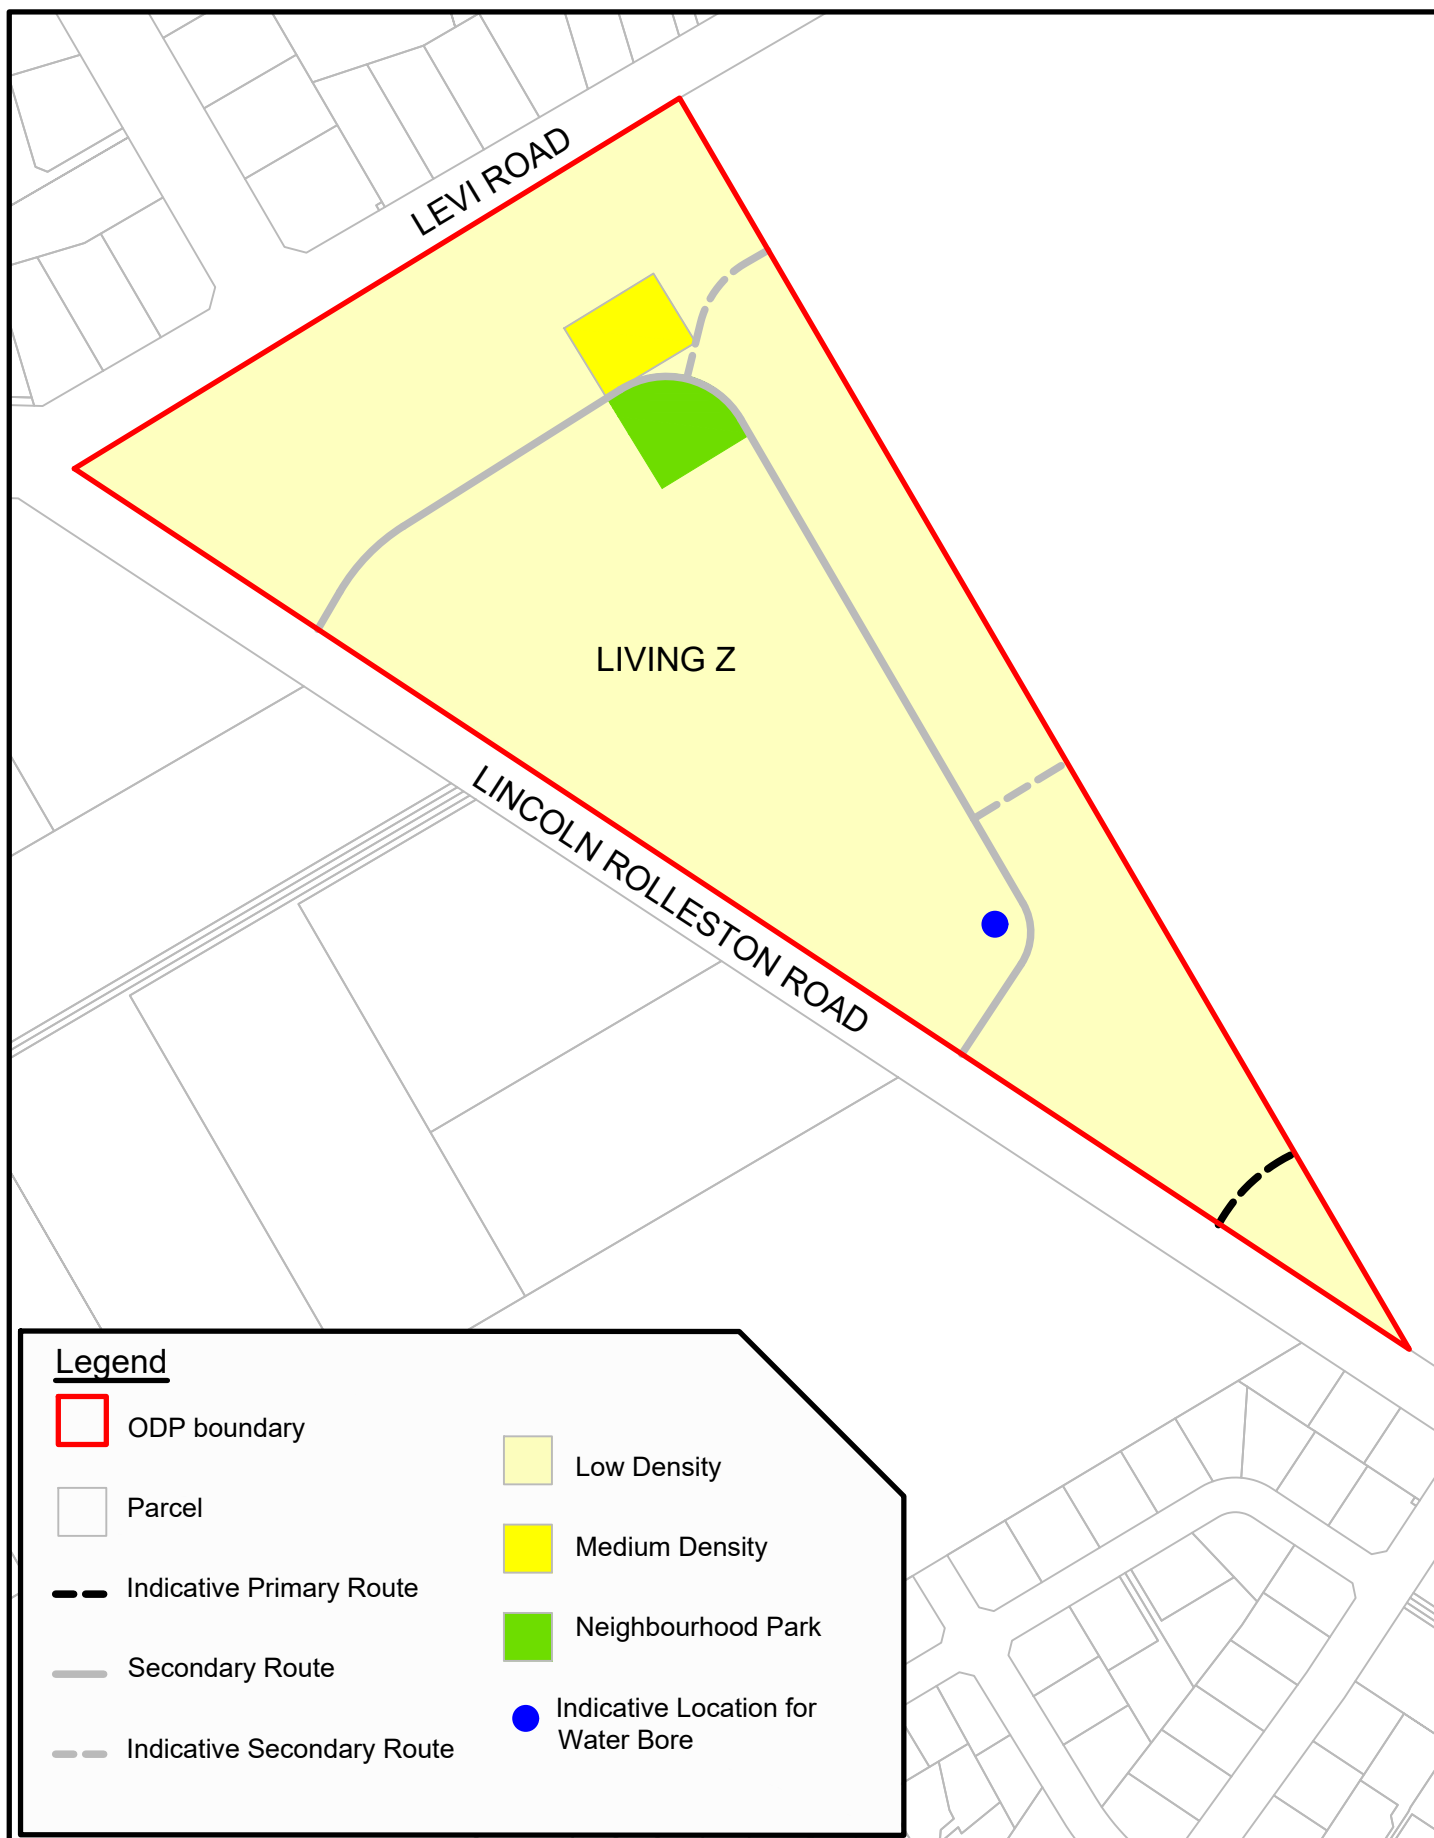 LEVI ROAD
LIVING Z
LINCOLN ROLLESTON ROAD
Legend
ODP boundary
Parcel
Indicative Primary Route
Secondary Route
Indicative Secondary Route
Low Density
Medium Density
Neighbourhood Park
Indicative Location for
Water Bore